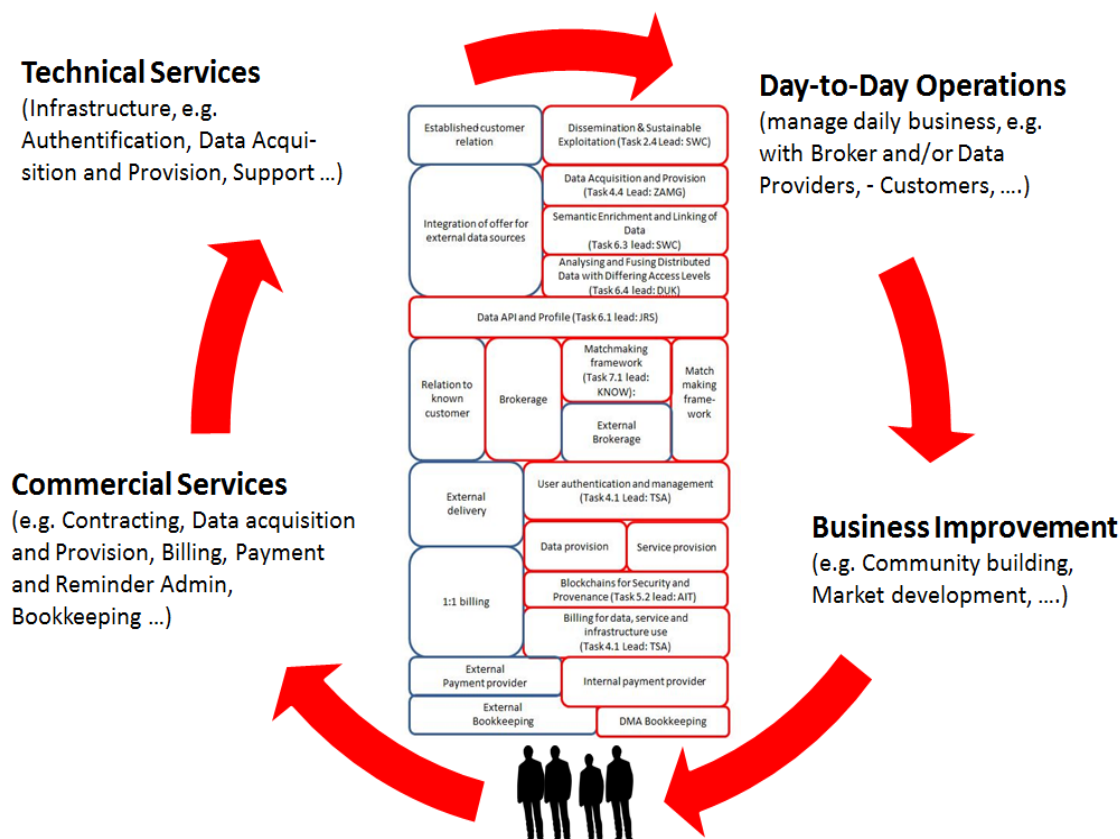 Technical Services
(Infrastructure, e.g.
Authentification, Data Acqui-
sition and Provision, Support …)
Day-to-Day Operations
(manage daily business, e.g.
with Broker and/or Data
Providers, - Customers, ….)
Established customer
relation
Dissemination & Sustainable
Exploitation (Task 2.4 Lead: SWC)
Integration of offer for
external data sources
Data Acquisition and Provision
(Task 4.4 Lead: ZAMG)
Semantic Enrichment and Linking of
Data
(Task 6.3 lead: SWC)
Analysing and Fusing Distributed
Data with Differing Access Levels
(Task 6.4 lead: DUK)
Data API and Profile (Task 6.1 lead: JRS)
Relation to
known
customer
Brokerage
Matchmaking
framework
(Task 7.1 lead:
KNOW):
External
Brokerage
Match
making
frame-
work
Commercial Services
(e.g. Contracting, Data acquisition
and Provision, Billing, Payment
and Reminder Admin,
Bookkeeping …)
External
delivery
User authentication and management
(Task 4.1 Lead: TSA)
Data provision
Service provision
1:1 billing
Blockchains for Security and
Provenance (Task 5.2 lead: AIT)
Billing for data, service and
infrastructure use
(Task 4.1 Lead: TSA)
External
Payment provider
Internal payment provider
External
Bookkeeping
DMA Bookkeeping
Business Improvement
(e.g. Community building,
Market development, ….)